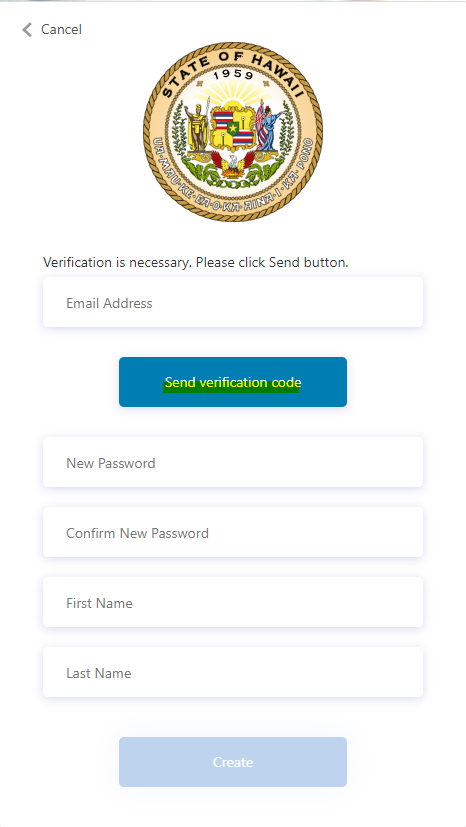 Cancel
STATE OF HAWAII
1959
UA·MAU·KE·EA·O·KA·AINA·I·KA·PONO
Verification is necessary. Please click Send button.
Email Address
Send verification code
New Password
Confirm New Password
First Name
Last Name
Create